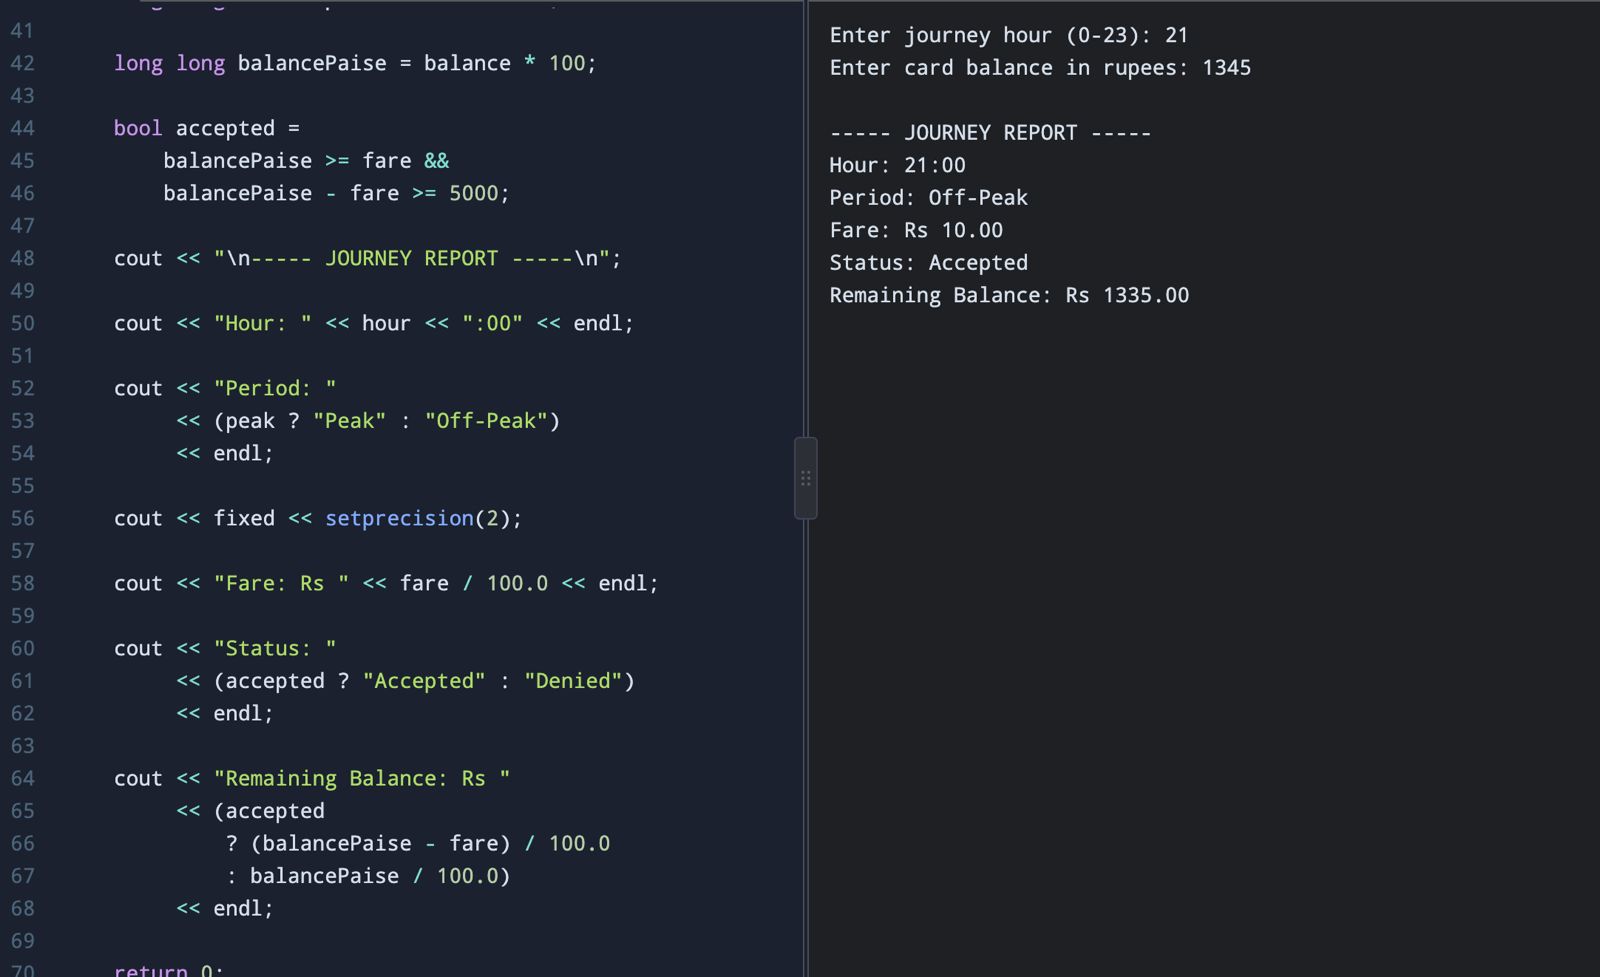 41
42 long long balancePaise = balance * 100;
43
44 bool accepted =
45 balancePaise >= fare &&
46 balancePaise - fare >= 5000;
47
48 cout << "\n----- JOURNEY REPORT -----\n";
49
50 cout << "Hour: " << hour << ":00" << endl;
51
52 cout << "Period: "
53 << (peak ? "Peak" : "Off-Peak")
54 << endl;
55
56 cout << fixed << setprecision(2);
57
58 cout << "Fare: Rs " << fare / 100.0 << endl;
59
60 cout << "Status: "
61 << (accepted ? "Accepted" : "Denied")
62 << endl;
63
64 cout << "Remaining Balance: Rs "
65 << (accepted
66 ? (balancePaise - fare) / 100.0
67 : balancePaise / 100.0)
68 << endl;
69
70 return 0;
Enter journey hour (0-23): 21
Enter card balance in rupees: 1345
----- JOURNEY REPORT -----
Hour: 21:00
Period: Off-Peak
Fare: Rs 10.00
Status: Accepted
Remaining Balance: Rs 1335.00